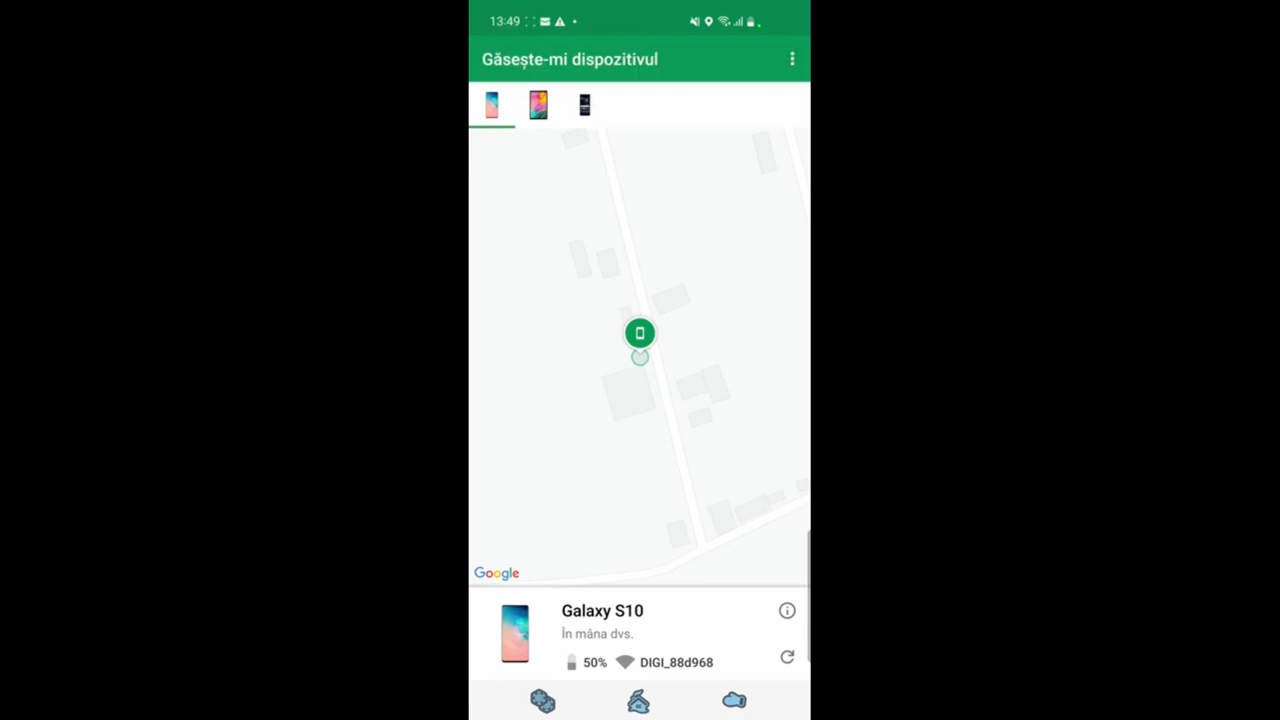 13:49
Găsește-mi dispozitivul
Google
Galaxy S10
În mâna dvs.
50% DIGI_88d968